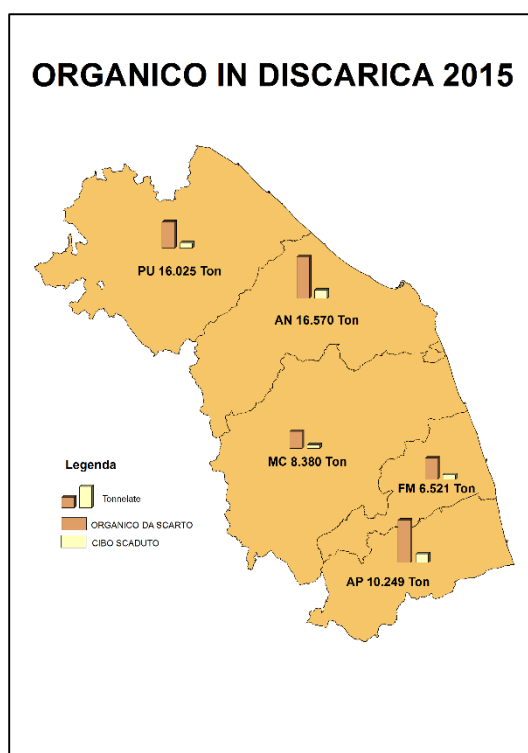 ORGANICO IN DISCARICA 2015
PU 16.025 Ton
AN 16.570 Ton
MC 8.380 Ton
FM 6.521 Ton
AP 10.249 Ton
Legenda
Tonnelate
ORGANICO DA SCARTO
CIBO SCADUTO